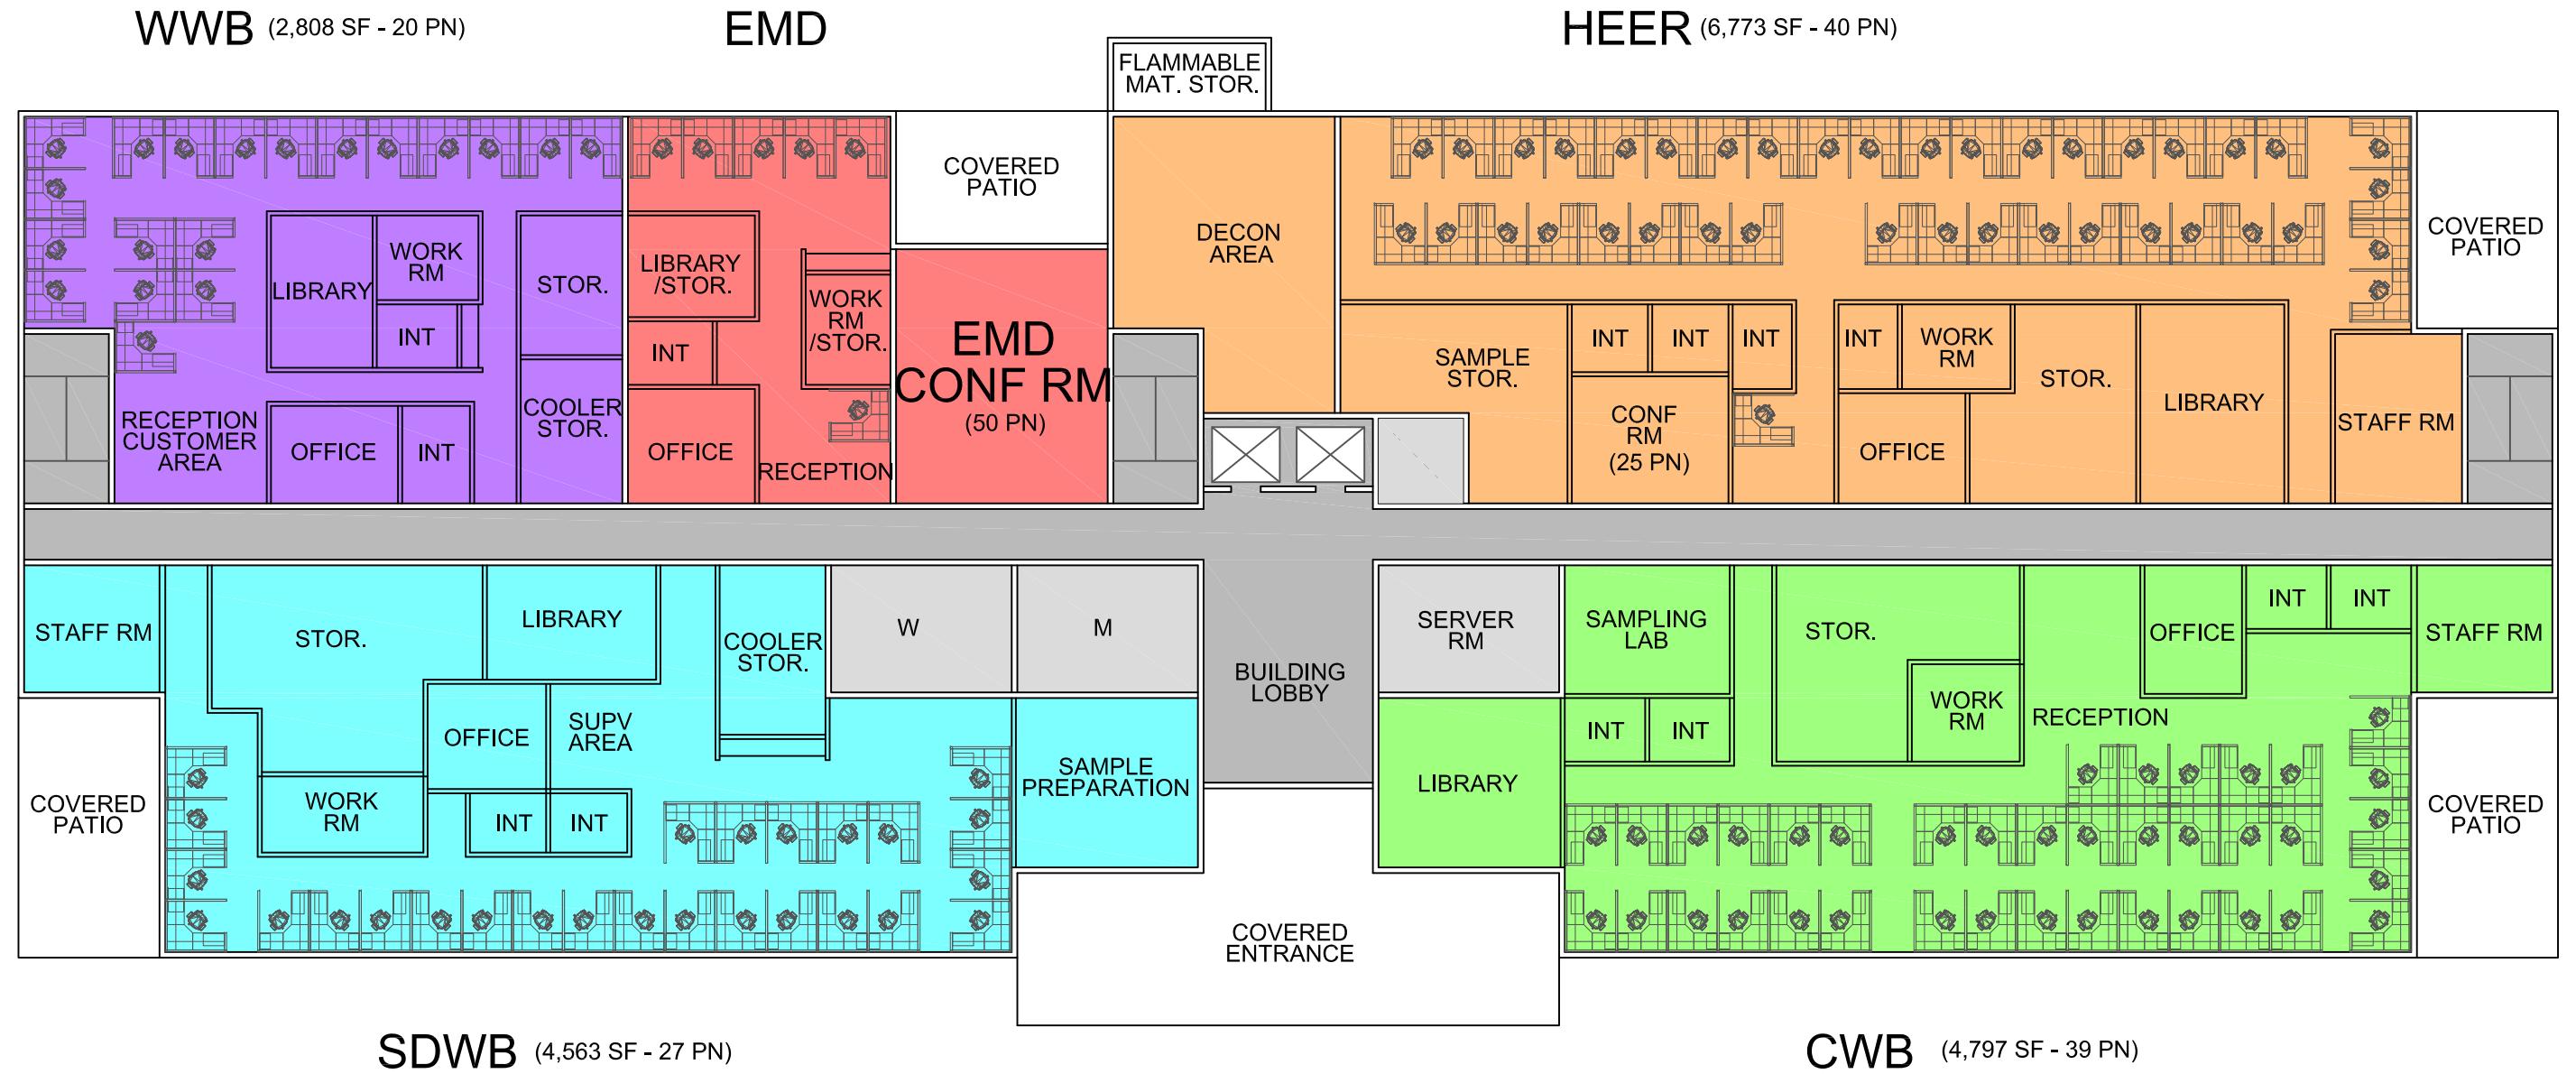 WWB (2,808 SF - 20 PN)
EMD
HEER (6,773 SF - 40 PN)
FLAMMABLE
MAT. STOR.
COVERED
PATIO
DECON
AREA
COVERED
PATIO
LIBRARY
WORK
RM
INT
STOR.
COOLER
STOR.
RECEPTION
CUSTOMER
AREA
OFFICE
INT
LIBRARY
/STOR.
INT
OFFICE
WORK
RM
/STOR.
RECEPTION
EMD
CONF RM
(50 PN)
SAMPLE
STOR.
INT
INT
INT
CONF
RM
(25 PN)
INT
WORK
RM
OFFICE
STOR.
LIBRARY
STAFF RM
STAFF RM
STOR.
LIBRARY
COOLER
STOR.
W
M
OFFICE
SUPV
AREA
WORK
RM
INT
INT
SAMPLE
PREPARATION
COVERED
PATIO
BUILDING
LOBBY
SERVER
RM
SAMPLING
LAB
STOR.
OFFICE
INT
INT
STAFF RM
WORK
RM
RECEPTION
INT
INT
LIBRARY
COVERED
PATIO
COVERED
ENTRANCE
SDWB (4,563 SF - 27 PN)
CWB (4,797 SF - 39 PN)